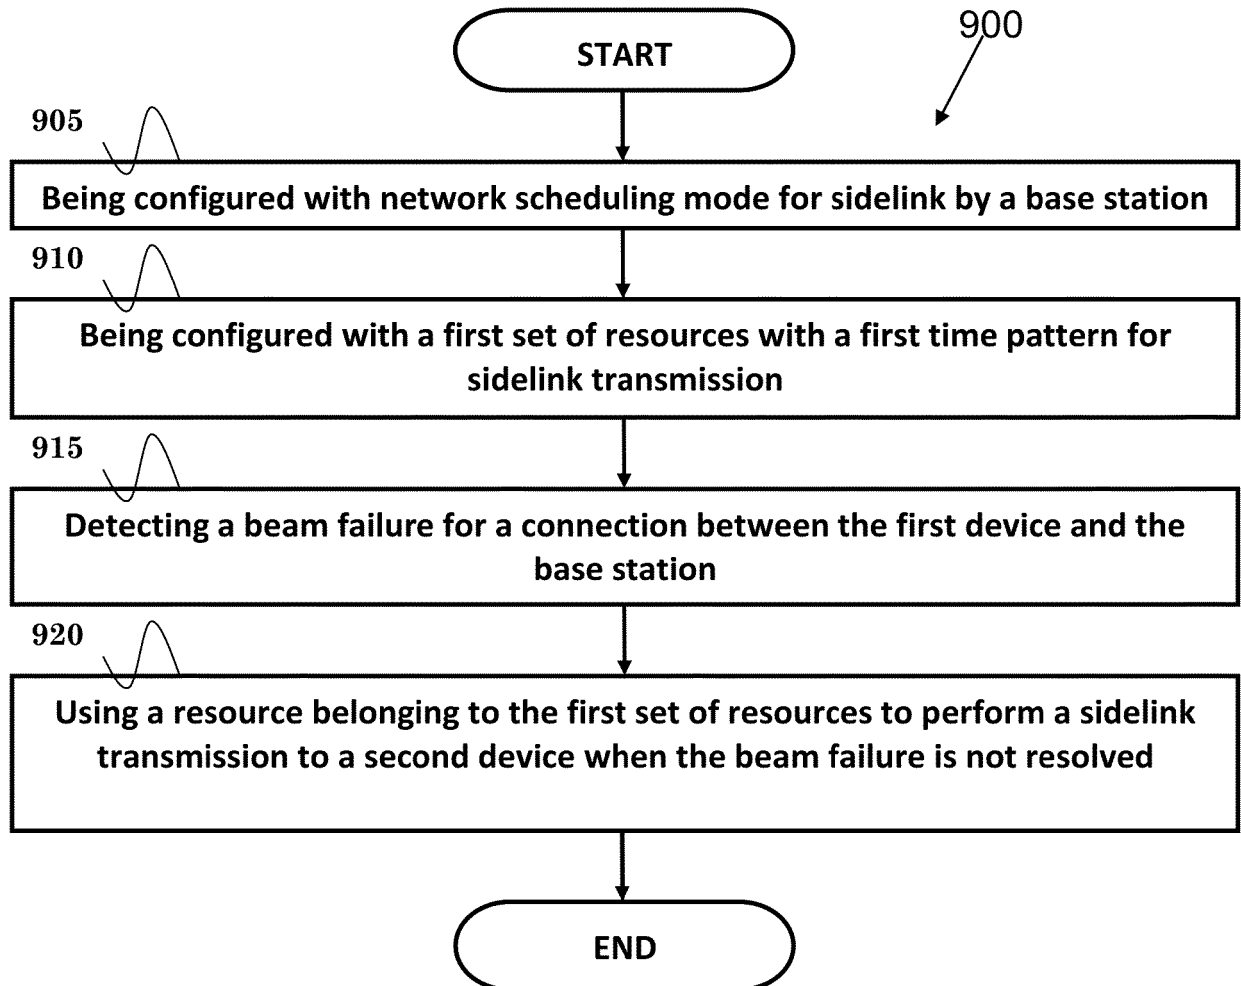 START
900
905
Being configured with network scheduling mode for sidelink by a base station
910
Being configured with a first set of resources with a first time pattern for
sidelink transmission
915
Detecting a beam failure for a connection between the first device and the
base station
920
Using a resource belonging to the first set of resources to perform a sidelink
transmission to a second device when the beam failure is not resolved
END